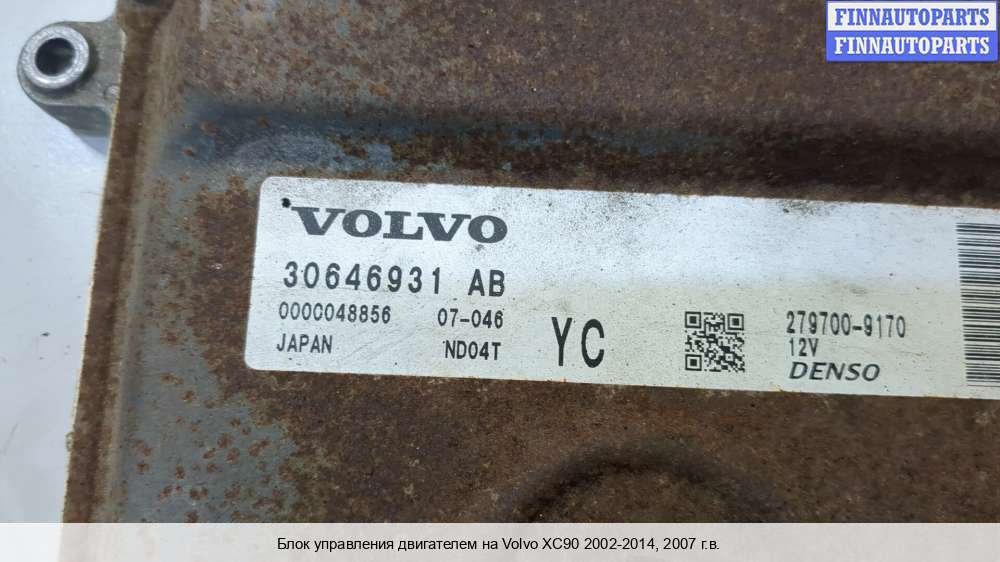 FINNAUTOPARTS
FINNAUTOPARTS
VOLVO
30646931 AB
0000048856 07-046
JAPAN ND04T
YC
279700-9170
12V
DENSO
Блок управления двигателем на Volvo XC90 2002-2014, 2007 г.в.